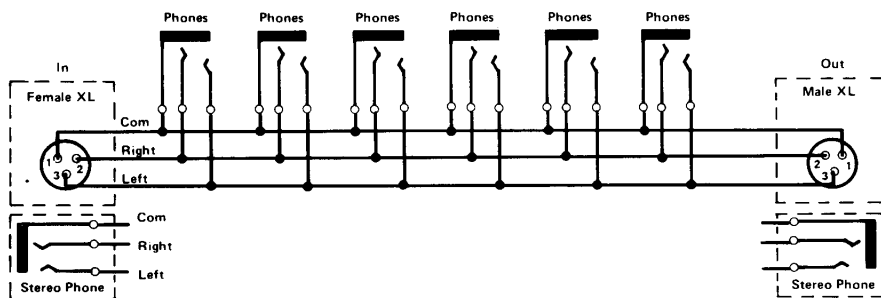 Phones Phones Phones Phones Phones Phones
In
Out
Female XL
Male XL
Com
1
Right
2
2
1
3
Left
3
Com
Right
Left
Stereo Phone
Stereo Phone